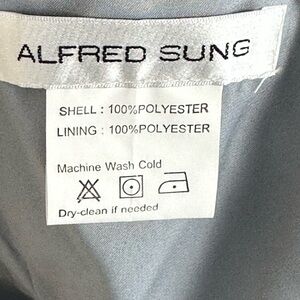 ALFRED SUNG
SHELL : 100%POLYESTER
LINING : 100%POLYESTER
Machine Wash Cold
Dry-clean if needed